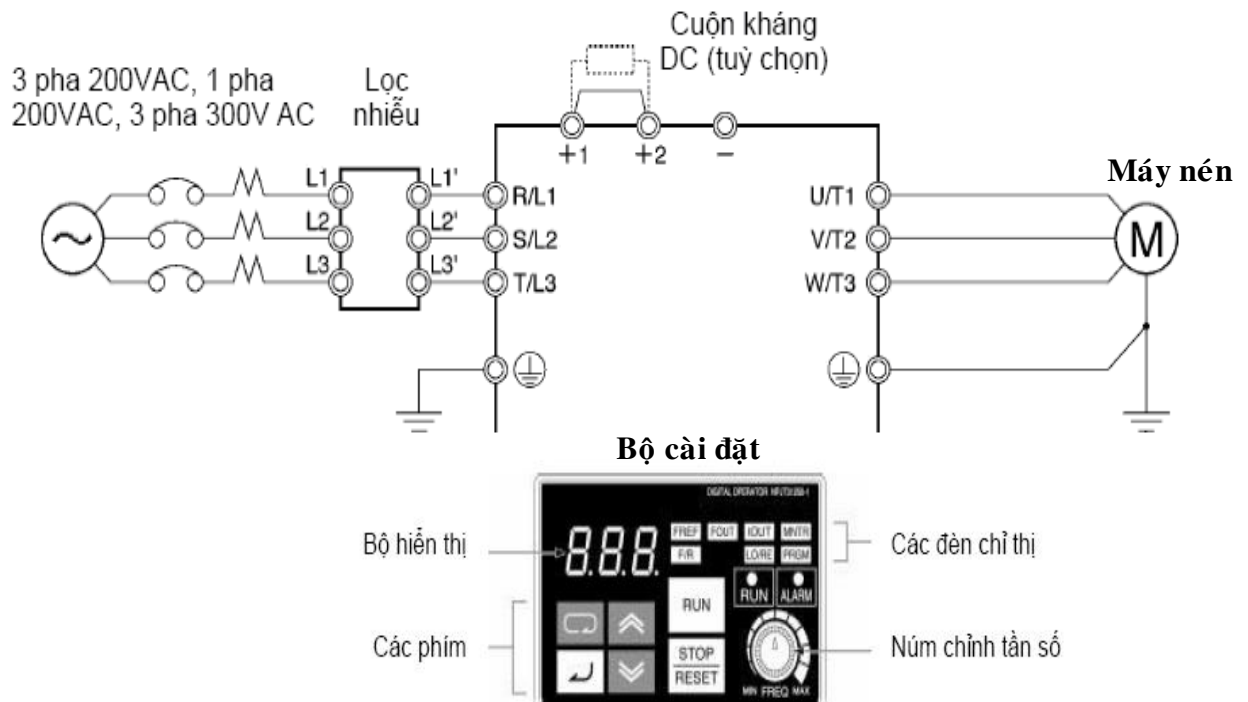 Cuộn kháng
DC (tuỳ chọn)
3 pha 200VAC, 1 pha
200VAC, 3 pha 300V AC
Lọc
nhiễu
+1
+2
−
Máy nén
L1
L1'
R/L1
U/T1
L2
L2'
S/L2
V/T2
M
L3
L3'
T/L3
W/T3
Bộ cài đặt
Bộ hiển thị
8.8.8.
FREF
FOUT
IOUT
MNTR
F/R
LO/RE
PRGM
Các đèn chỉ thị
RUN
ALARM
RUN
Các phím
STOP
RESET
Núm chỉnh tần số
MIN FREQ MAX